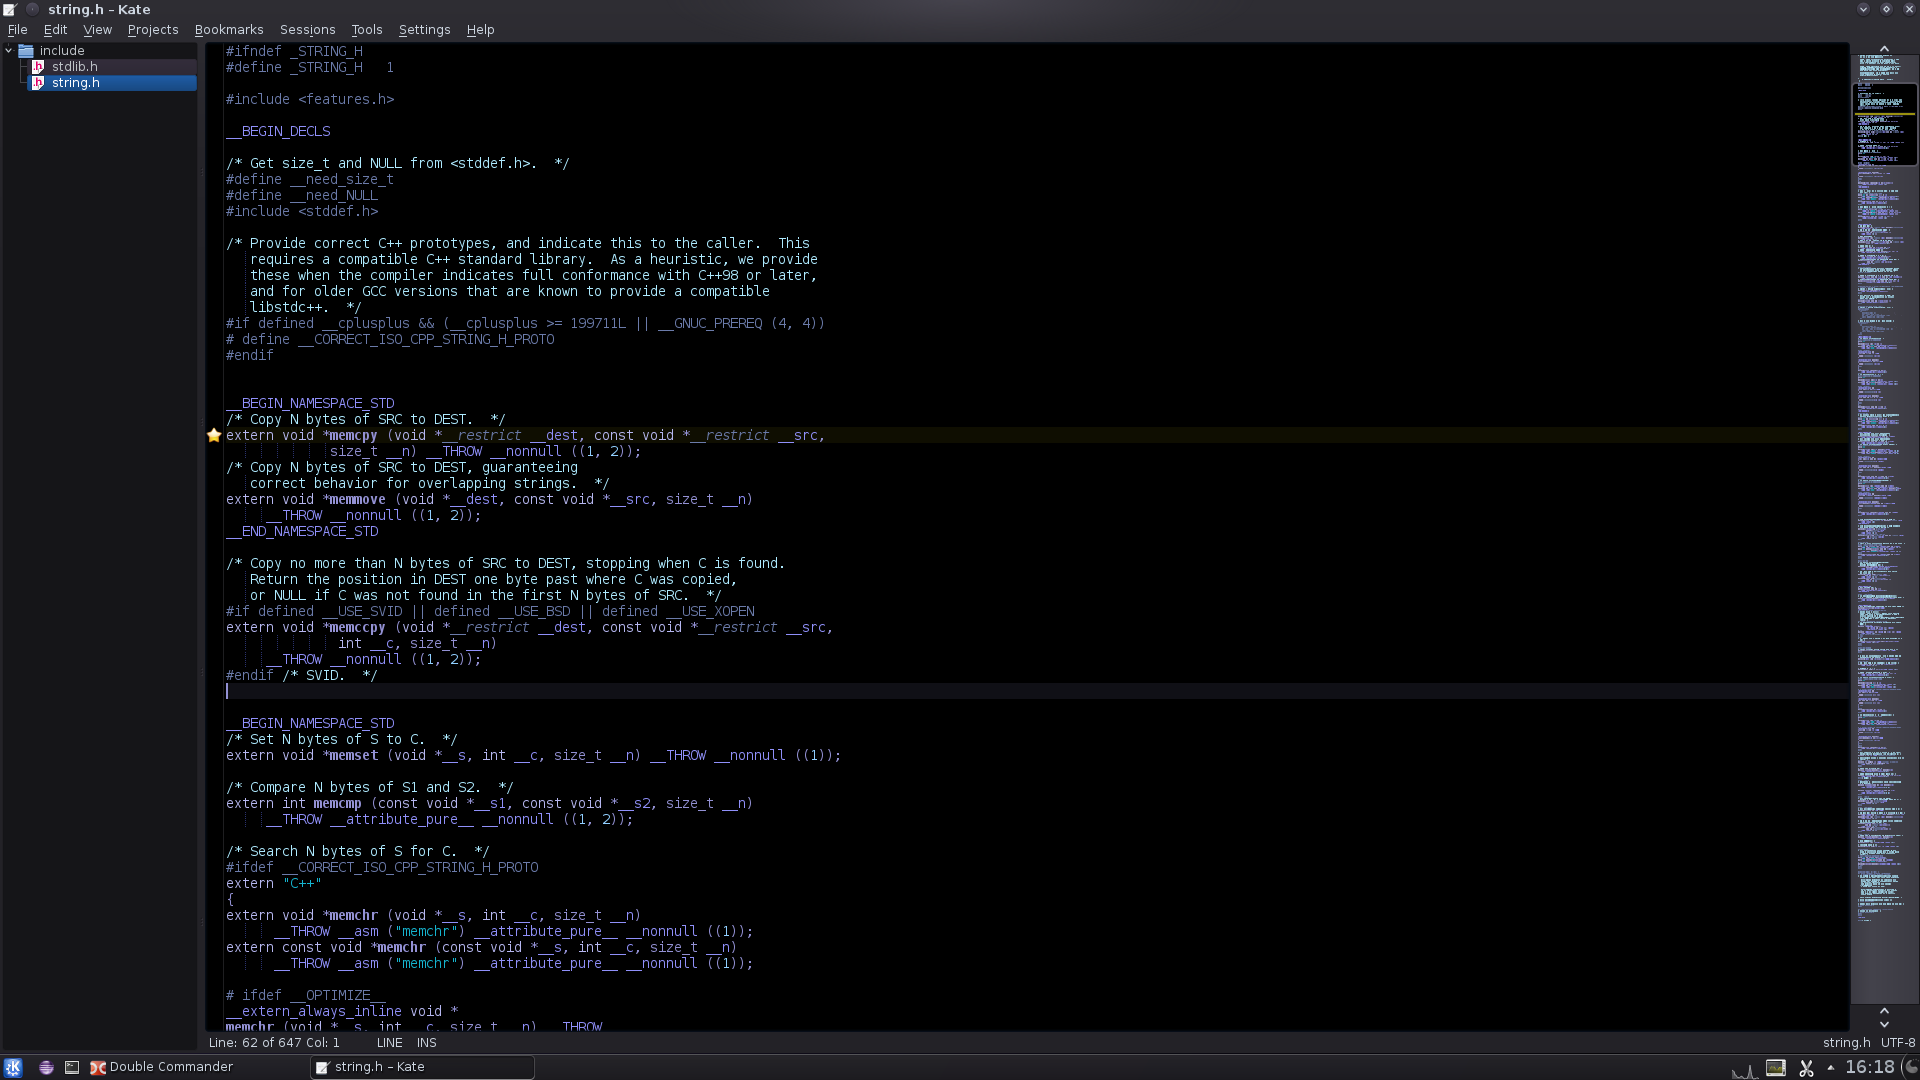 string.h – Kate
File Edit View Projects Bookmarks Sessions Tools Settings Help
include
stdlib.h
string.h
#ifndef _STRING_H
#define _STRING_H   1
#include <features.h>
__BEGIN_DECLS
/* Get size_t and NULL from <stddef.h>.  */
#define __need_size_t
#define __need_NULL
#include <stddef.h>
/* Provide correct C++ prototypes, and indicate this to the caller.  This
requires a compatible C++ standard library.  As a heuristic, we provide
these when the compiler indicates full conformance with C++98 or later,
and for older GCC versions that are known to provide a compatible
libstdc++.  */
#if defined __cplusplus && (__cplusplus >= 199711L || __GNUC_PREREQ (4, 4))
# define __CORRECT_ISO_CPP_STRING_H_PROTO
#endif
__BEGIN_NAMESPACE_STD
/* Copy N bytes of SRC to DEST.  */
extern void *memcpy (void *__restrict __dest, const void *__restrict __src,
size_t __n) __THROW __nonnull ((1, 2));
/* Copy N bytes of SRC to DEST, guaranteeing
correct behavior for overlapping strings.  */
extern void *memmove (void *__dest, const void *__src, size_t __n)
__THROW __nonnull ((1, 2));
__END_NAMESPACE_STD
/* Copy no more than N bytes of SRC to DEST, stopping when C is found.
Return the position in DEST one byte past where C was copied,
or NULL if C was not found in the first N bytes of SRC.  */
#if defined __USE_SVID || defined __USE_BSD || defined __USE_XOPEN
extern void *memccpy (void *__restrict __dest, const void *__restrict __src,
int __c, size_t __n)
__THROW __nonnull ((1, 2));
#endif /* SVID.  */
__BEGIN_NAMESPACE_STD
/* Set N bytes of S to C.  */
extern void *memset (void *__s, int __c, size_t __n) __THROW __nonnull ((1));
/* Compare N bytes of S1 and S2.  */
extern int memcmp (const void *__s1, const void *__s2, size_t __n)
__THROW __attribute_pure__ __nonnull ((1, 2));
/* Search N bytes of S for C.  */
#ifdef __CORRECT_ISO_CPP_STRING_H_PROTO
extern "C++"
{
extern void *memchr (void *__s, int __c, size_t __n)
__THROW __asm ("memchr") __attribute_pure__ __nonnull ((1));
extern const void *memchr (const void *__s, int __c, size_t __n)
__THROW __asm ("memchr") __attribute_pure__ __nonnull ((1));
# ifdef __OPTIMIZE__
__extern_always_inline void *
memchr (void *__s, int __c, size_t __n) __THROW
Line: 62 of 647 Col: 1 LINE INS string.h UTF-8
Double Commander string.h – Kate 16:18